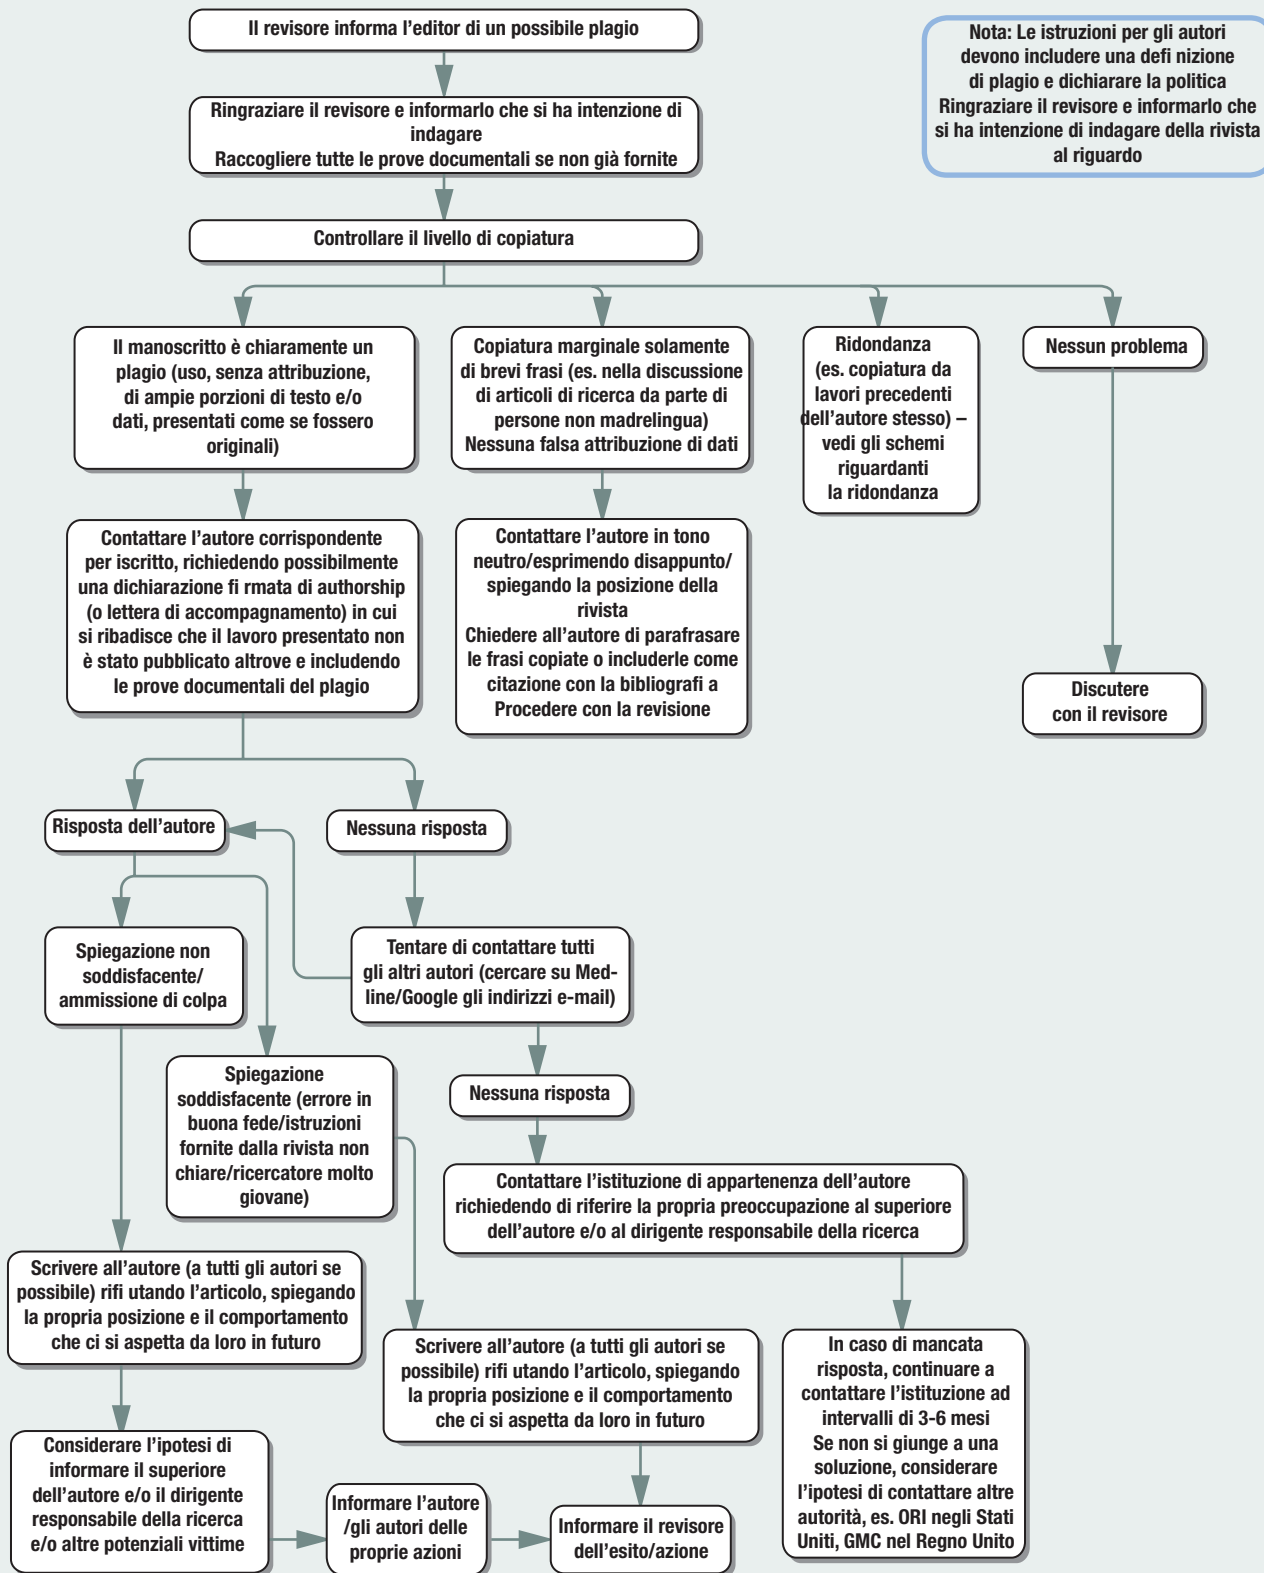 Il revisore informa l’editor di un possibile plagio
Nota: Le istruzioni per gli autori
devono includere una defi nizione
di plagio e dichiarare la politica
Ringraziare il revisore e informarlo che
si ha intenzione di indagare della rivista
al riguardo
Ringraziare il revisore e informarlo che si ha intenzione di
indagare
Raccogliere tutte le prove documentali se non già fornite
Controllare il livello di copiatura
Il manoscritto è chiaramente un
plagio (uso, senza attribuzione,
di ampie porzioni di testo e/o
dati, presentati come se fossero
originali)
Copiatura marginale solamente
di brevi frasi (es. nella discussione
di articoli di ricerca da parte di
persone non madrelingua)
Nessuna falsa attribuzione di dati
Ridondanza
(es. copiatura da
lavori precedenti
dell’autore stesso) –
vedi gli schemi
riguardanti
la ridondanza
Nessun problema
Contattare l’autore corrispondente
per iscritto, richiedendo possibilmente
una dichiarazione fi rmata di authorship
(o lettera di accompagnamento) in cui
si ribadisce che il lavoro presentato non
è stato pubblicato altrove e includendo
le prove documentali del plagio
Contattare l’autore in tono
neutro/esprimendo disappunto/
spiegando la posizione della
rivista
Chiedere all’autore di parafrasare
le frasi copiate o includerle come
citazione con la bibliografi a
Procedere con la revisione
Discutere
con il revisore
Risposta dell’autore
Nessuna risposta
Spiegazione non
soddisfacente/
ammissione di colpa
Tentare di contattare tutti
gli altri autori (cercare su Med-
line/Google gli indirizzi e-mail)
Spiegazione
soddisfacente (errore in
buona fede/istruzioni
fornite dalla rivista non
chiare/ricercatore molto
giovane)
Nessuna risposta
Contattare l’istituzione di appartenenza dell’autore
richiedendo di riferire la propria preoccupazione al superiore
dell’autore e/o al dirigente responsabile della ricerca
Scrivere all’autore (a tutti gli autori se
possibile) rifi utando l’articolo, spiegando
la propria posizione e il comportamento
che ci si aspetta da loro in futuro
Scrivere all’autore (a tutti gli autori se
possibile) rifi utando l’articolo, spiegando
la propria posizione e il comportamento
che ci si aspetta da loro in futuro
In caso di mancata
risposta, continuare a
contattare l’istituzione ad
intervalli di 3-6 mesi
Se non si giunge a una
soluzione, considerare
l’ipotesi di contattare altre
autorità, es. ORI negli Stati
Uniti, GMC nel Regno Unito
Considerare l’ipotesi di
informare il superiore
dell’autore e/o il dirigente
responsabile della ricerca
e/o altre potenziali vittime
Informare l’autore
/gli autori delle
proprie azioni
Informare il revisore
dell’esito/azione